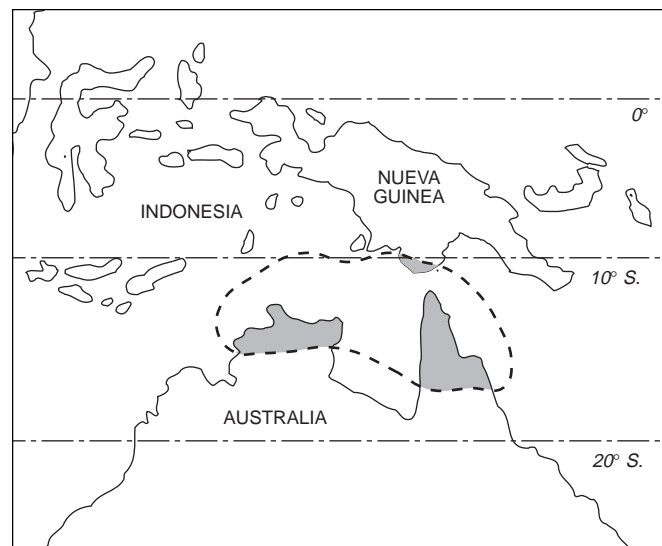 0°
NUEVA
GUINEA
INDONESIA
10° S.
AUSTRALIA
20° S.